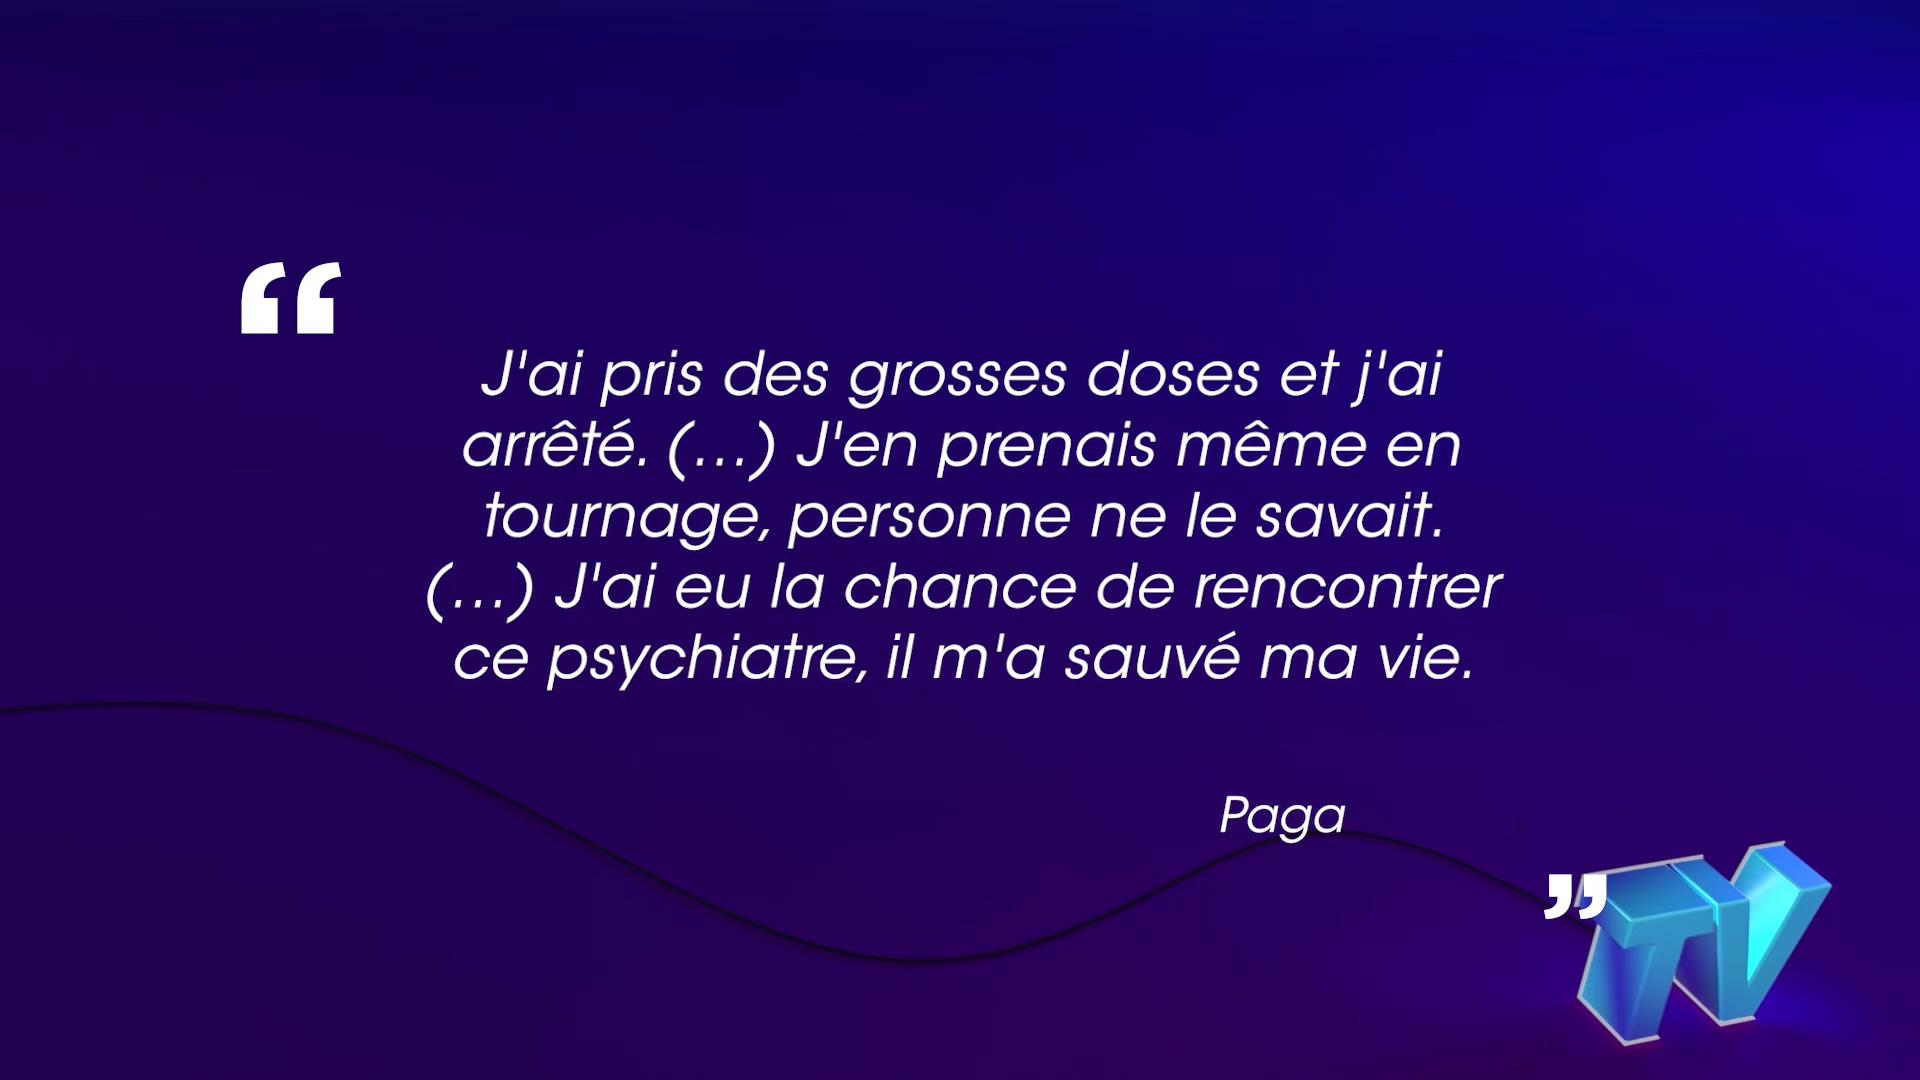 “
J'ai pris des grosses doses et j'ai
arrêté. (...) J'en prenais même en
tournage, personne ne le savait.
(...) J'ai eu la chance de rencontrer
ce psychiatre, il m'a sauvé ma vie.
Paga
”
TV